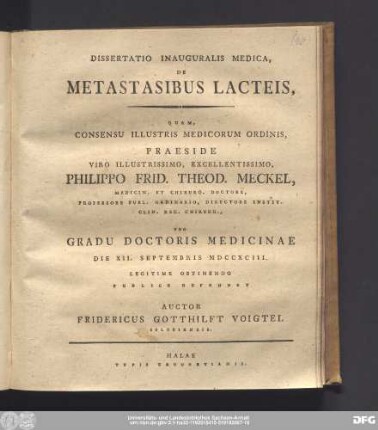 DISSERTATIO INAUGURALIS MEDICA,
DE
METASTASIBUS LACTEIS,
QUAM,
CONSENSU ILLUSTRIS MEDICORUM ORDINIS,
PRAESIDE
VIRO ILLUSTRISSIMO, EXCELLENTISSIMO,
PHILIPPO FRID. THEOD. MECKEL,
MEDICIN. ET CHIRURG. DOCTORE,
PROFESSORE PUBL. ORDINARIO, DIRECTORE INSTIT.
CLIN. REG. CHIRURG.,
PRO
GRADU DOCTORIS MEDICINAE
DIE XII. SEPTEMBRIS MDCCXCIII.
LEGITIME OBTINENDO
PUBLICE DEFENDET
AUCTOR
FRIDERICUS GOTTHILFT VOIGTEL
HALAE
Universitäts- und Landesbibliothek Sachsen-Anhalt
DFG